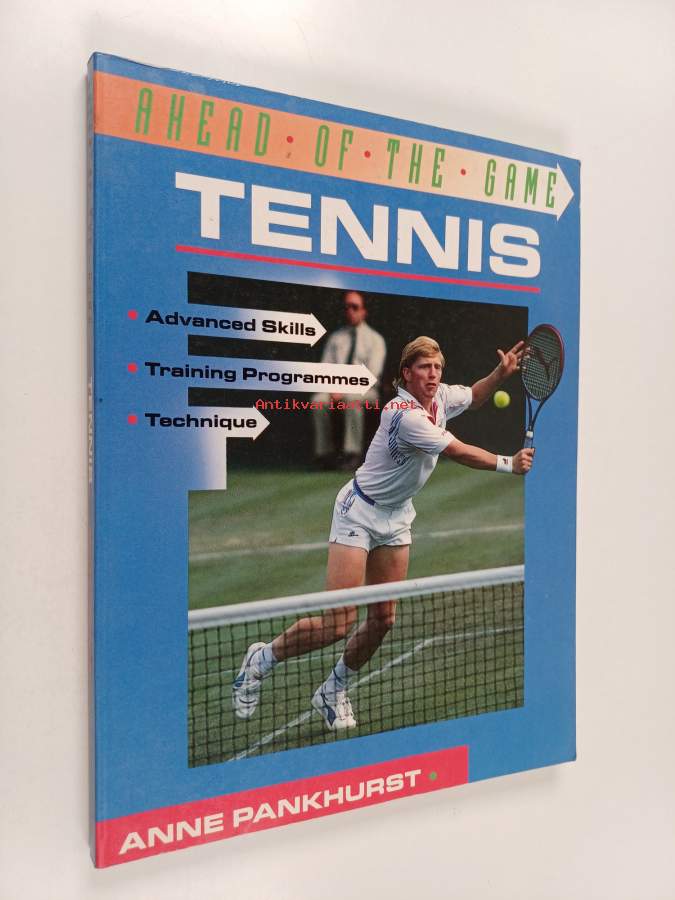 AHEAD • OF • THE • GAME
TENNIS
• Advanced Skills
• Training Programmes
• Technique
Antikvariaatti.net
ANNE PANKHURST •
TENNIS